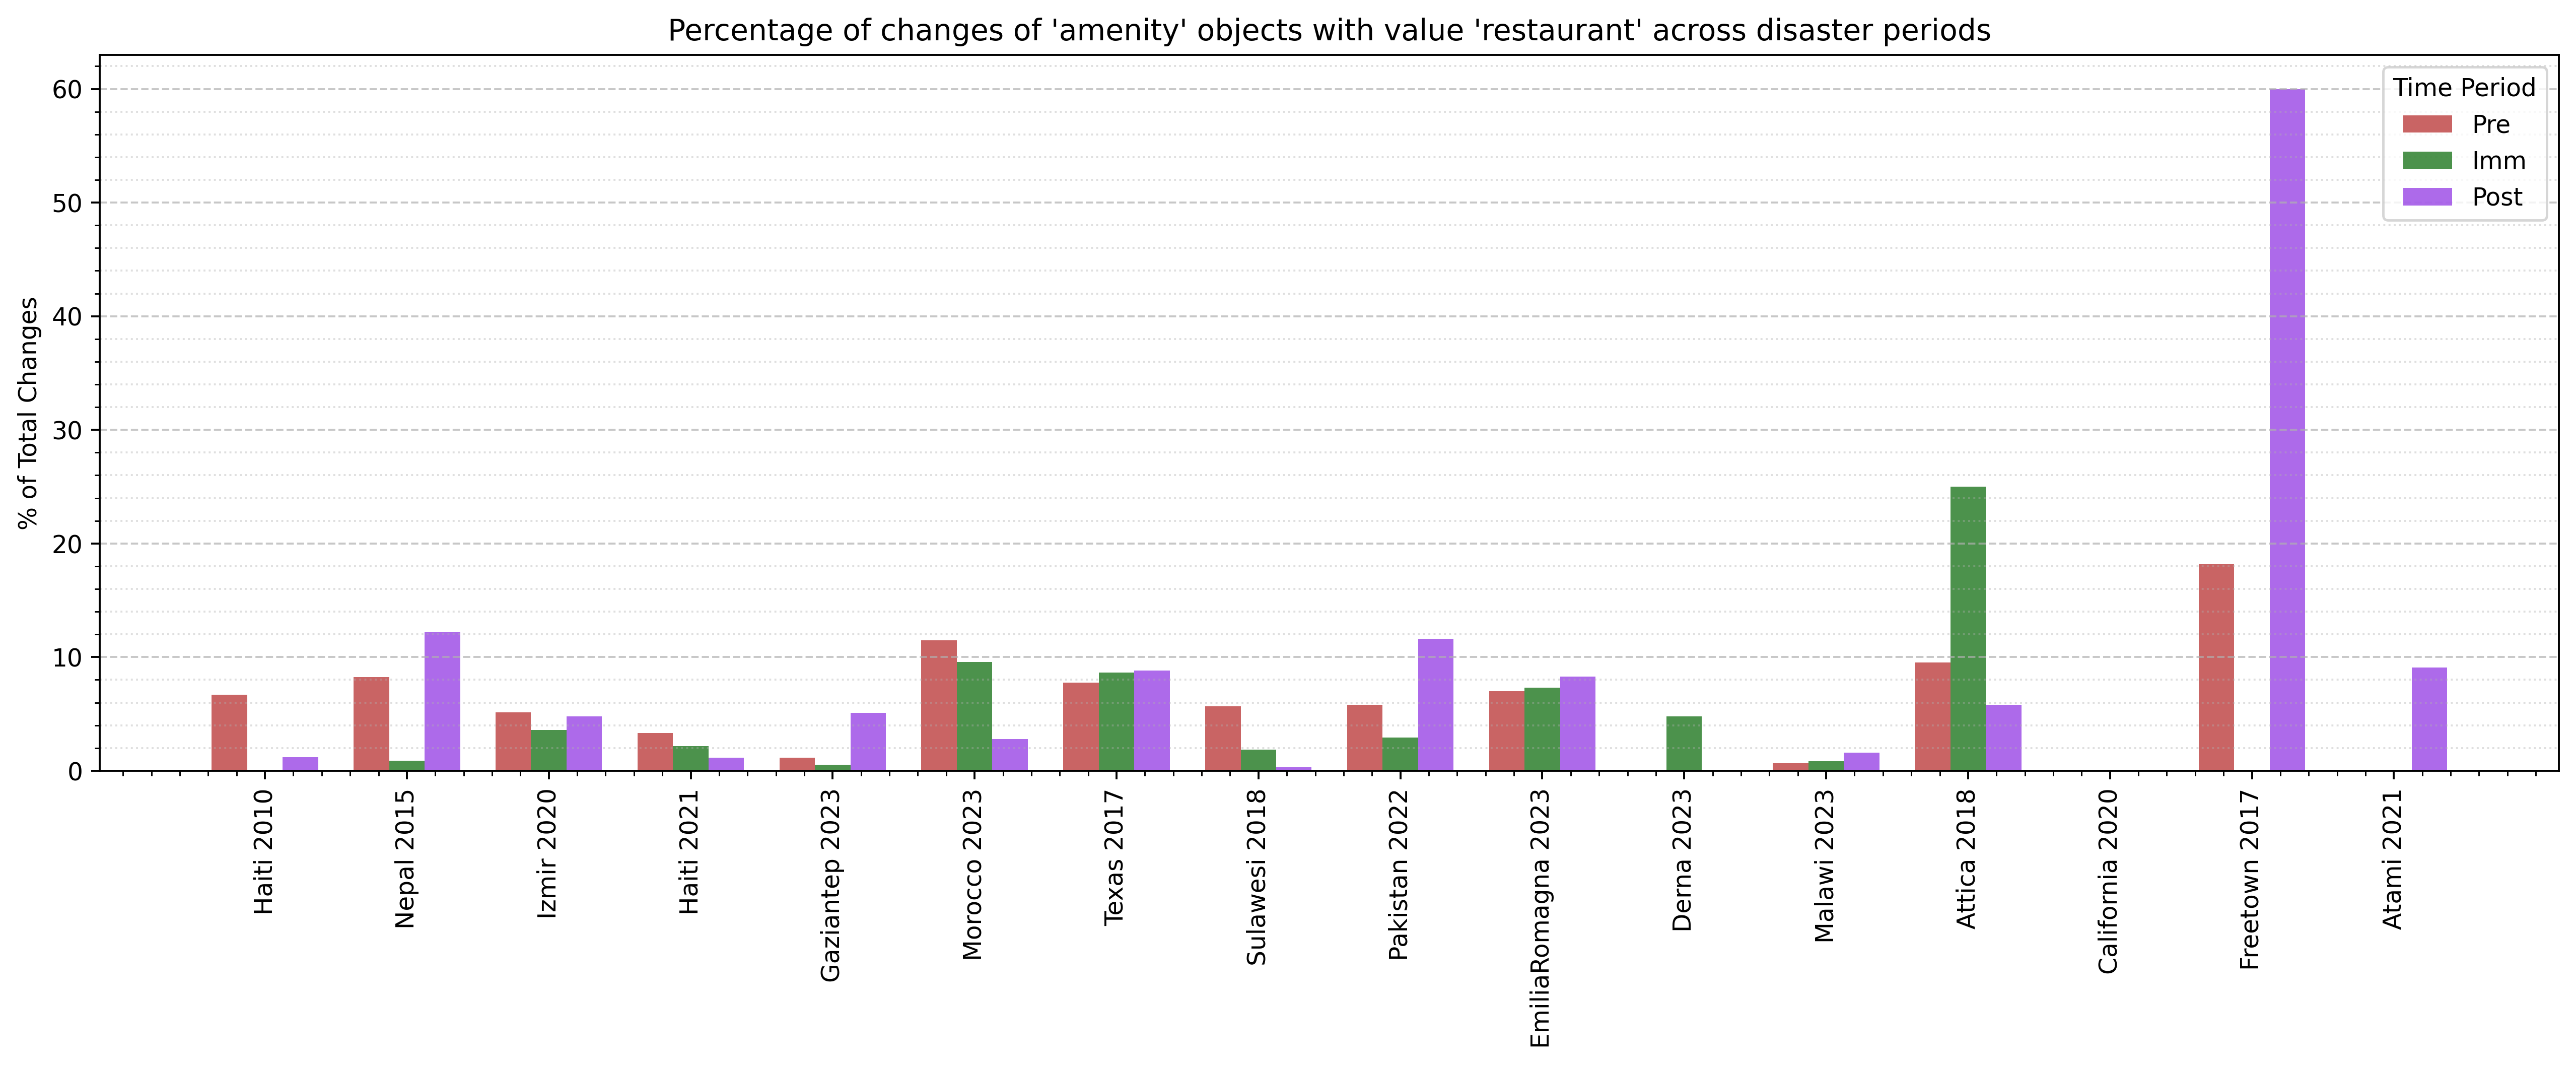 Percentage of changes of 'amenity' objects with value 'restaurant' across disaster periods
% of Total Changes
60
50
40
30
20
10
0
Time Period
Pre
Imm
Post
Haiti 2010
Nepal 2015
Izmir 2020
Haiti 2021
Gaziantep 2023
Morocco 2023
Texas 2017
Sulawesi 2018
Pakistan 2022
EmiliaRomagna 2023
Derna 2023
Malawi 2023
Attica 2018
California 2020
Freetown 2017
Atami 2021